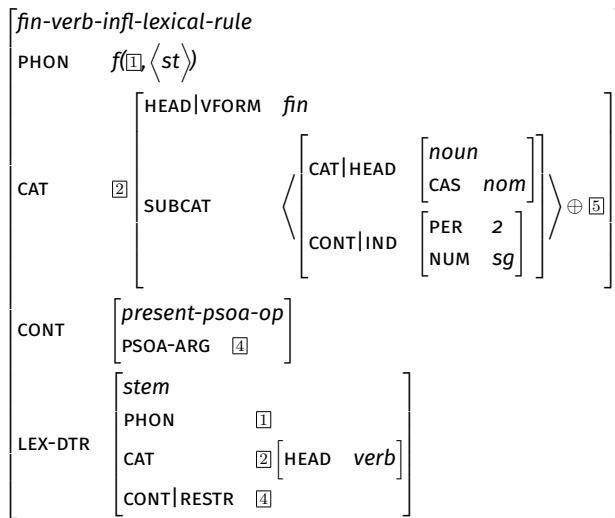 fin-verb-infl-lexical-rule
PHON f(1, ⟨st⟩)
HEAD|VFORM fin
CAT|HEAD noun
CAS nom
CAT 2
SUBCAT ⊕ 5
CONT|IND PER 2
NUM sg
present-psoa-op
CONT
PSOA-ARG 4
stem
PHON 1
LEX-DTR
CAT 2 HEAD verb
CONT|RESTR 4